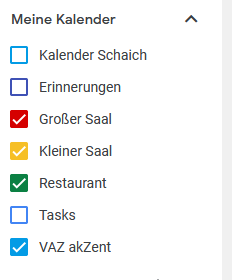 Meine Kalender
Kalender Schaich
Erinnerungen
Großer Saal
Kleiner Saal
Restaurant
Tasks
VAZ akZent